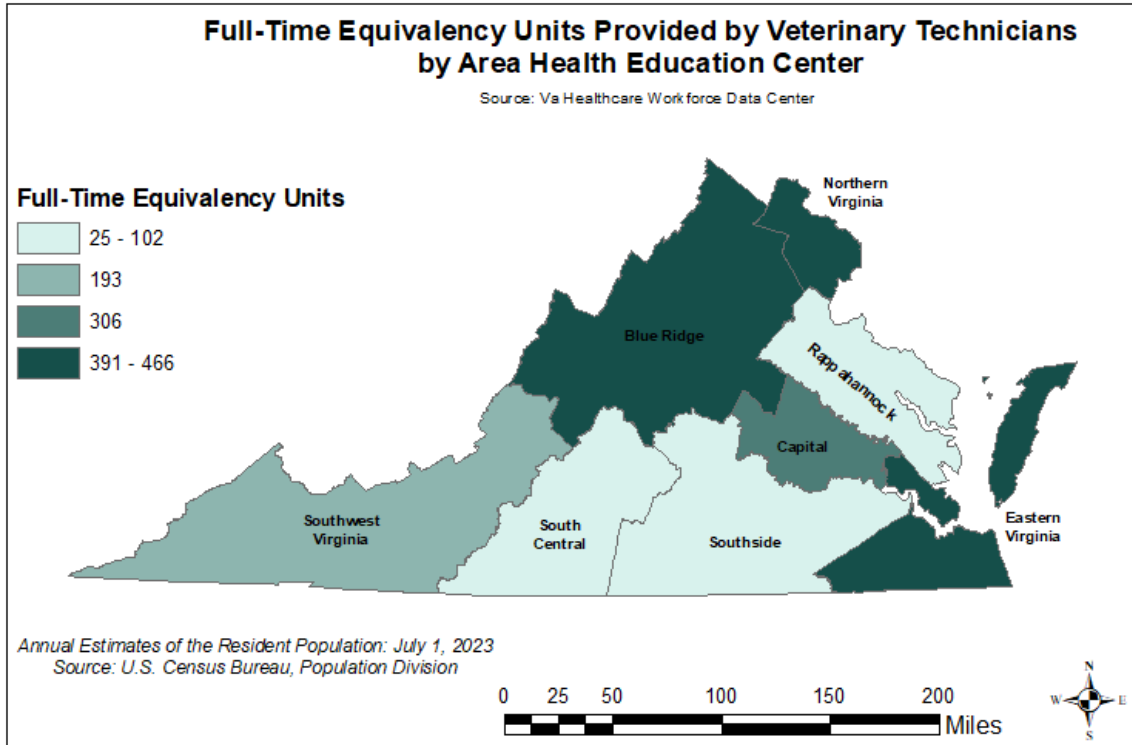 Full-Time Equivalency Units Provided by Veterinary Technicians
by Area Health Education Center
Source: Va Healthcare Workforce Data Center
Full-Time Equivalency Units
25 - 102
193
306
391 - 466
Northern
Virginia
Blue Ridge
Rappahannock
Capital
Southwest
Virginia
South
Central
Southside
Eastern
Virginia
Annual Estimates of the Resident Population: July 1, 2023
Source: U.S. Census Bureau, Population Division
0 25 50 100 150 200
Miles
N
W E
S